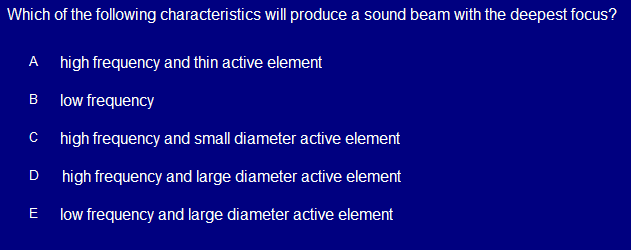 Which of the following characteristics will produce a sound beam with the deepest focus?
A high frequency and thin active element
B low frequency
C high frequency and small diameter active element
D high frequency and large diameter active element
E low frequency and large diameter active element